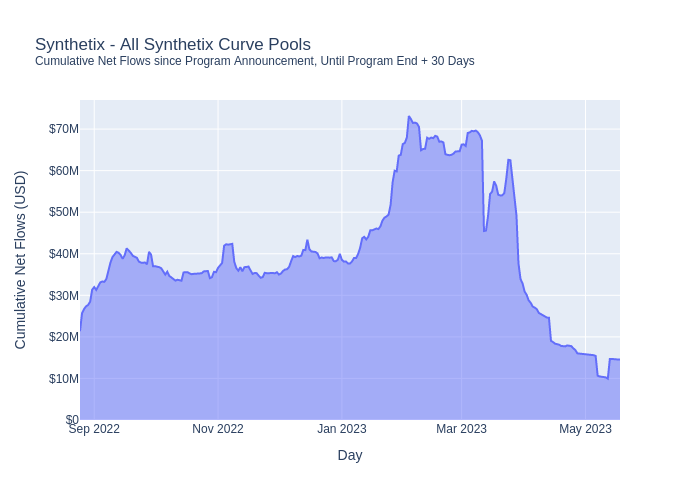 Synthetix - All Synthetix Curve Pools
Cumulative Net Flows since Program Announcement, Until Program End + 30 Days
Cumulative Net Flows (USD)
$70M
$60M
$50M
$40M
$30M
$20M
$10M
$0
Sep 2022
Nov 2022
Jan 2023
Mar 2023
May 2023
Day